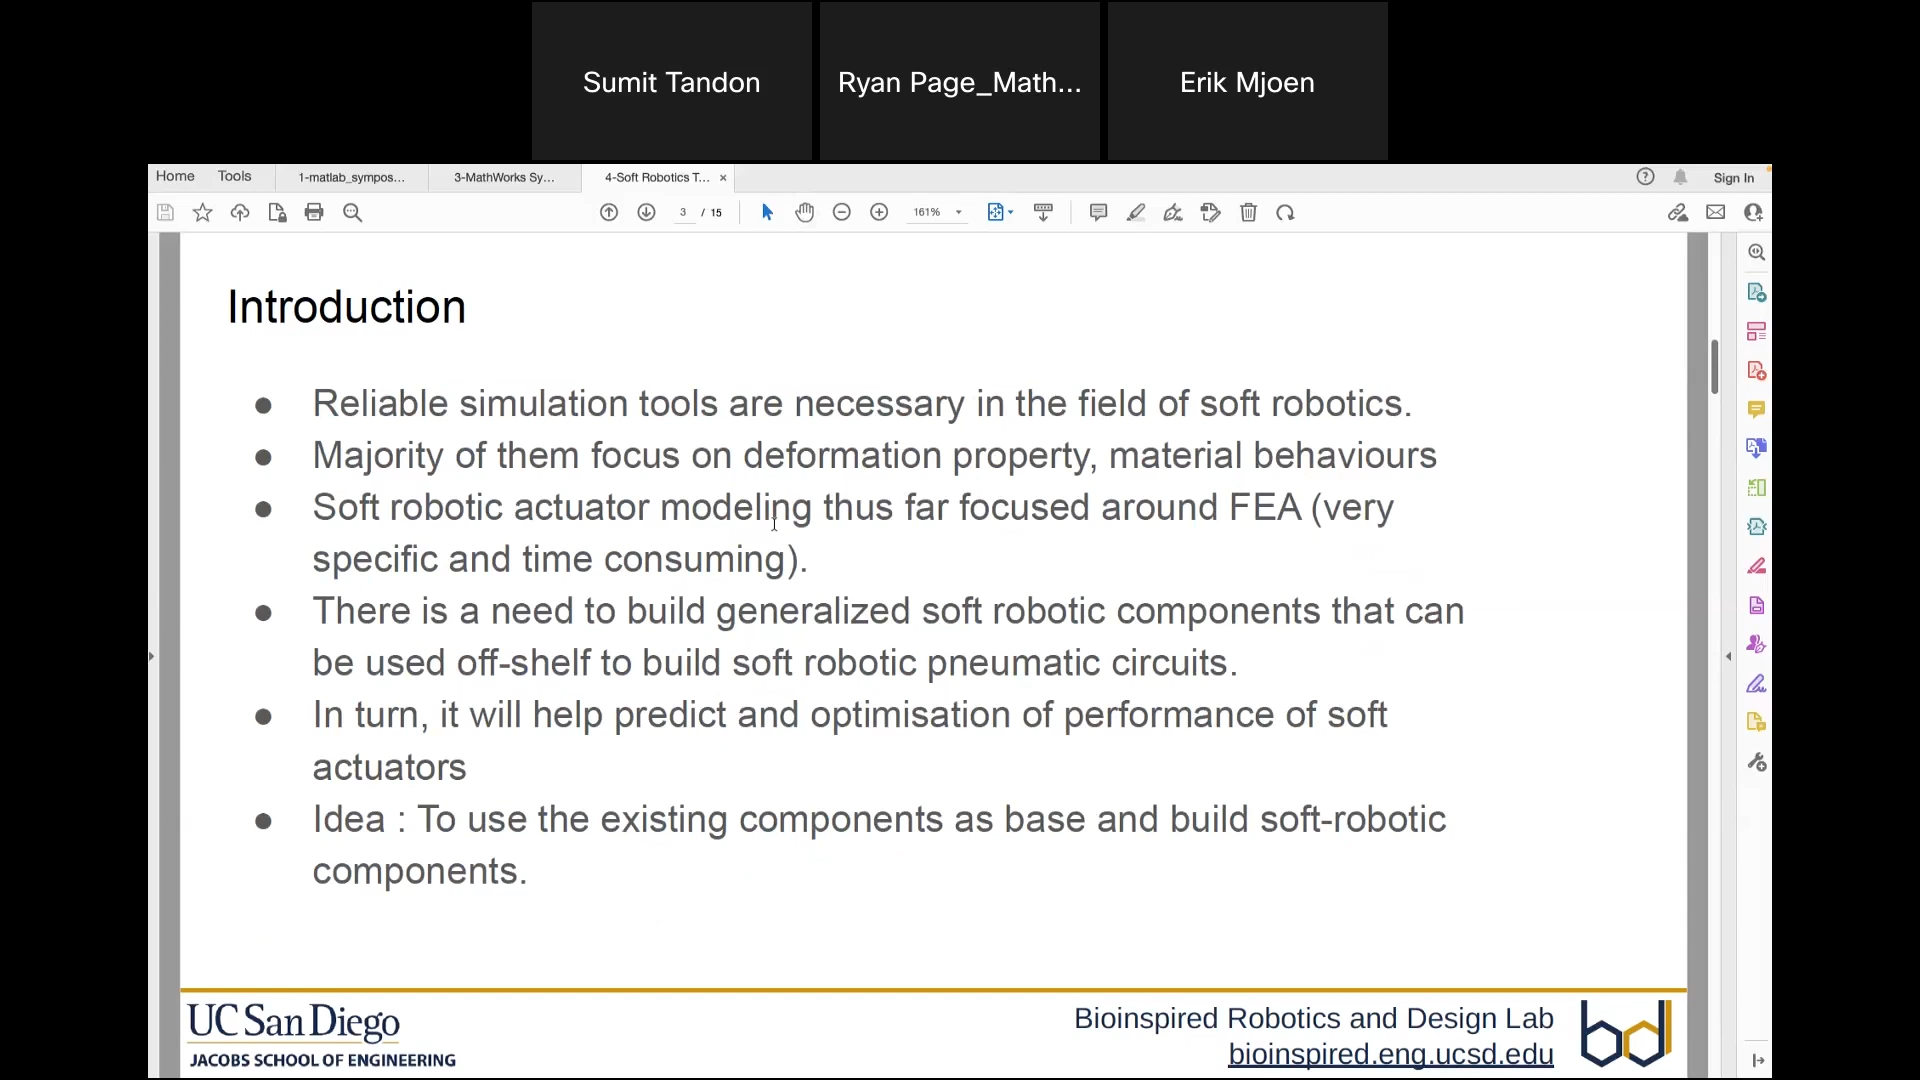 Sumit Tandon
Ryan Page_Math...
Erik Mjoen
Home
Tools
1-matlab_sympos...
3-MathWorks Sy...
4-Soft Robotics T...
Sign In
3 / 15
161%
Introduction
● Reliable simulation tools are necessary in the field of soft robotics.
● Majority of them focus on deformation property, material behaviours
● Soft robotic actuator modeling thus far focused around FEA (very
specific and time consuming).
● There is a need to build generalized soft robotic components that can
be used off-shelf to build soft robotic pneumatic circuits.
● In turn, it will help predict and optimisation of performance of soft
actuators
● Idea : To use the existing components as base and build soft-robotic
components.
UC San Diego
JACOBS SCHOOL OF ENGINEERING
Bioinspired Robotics and Design Lab
bioinspired.eng.ucsd.edu
bd